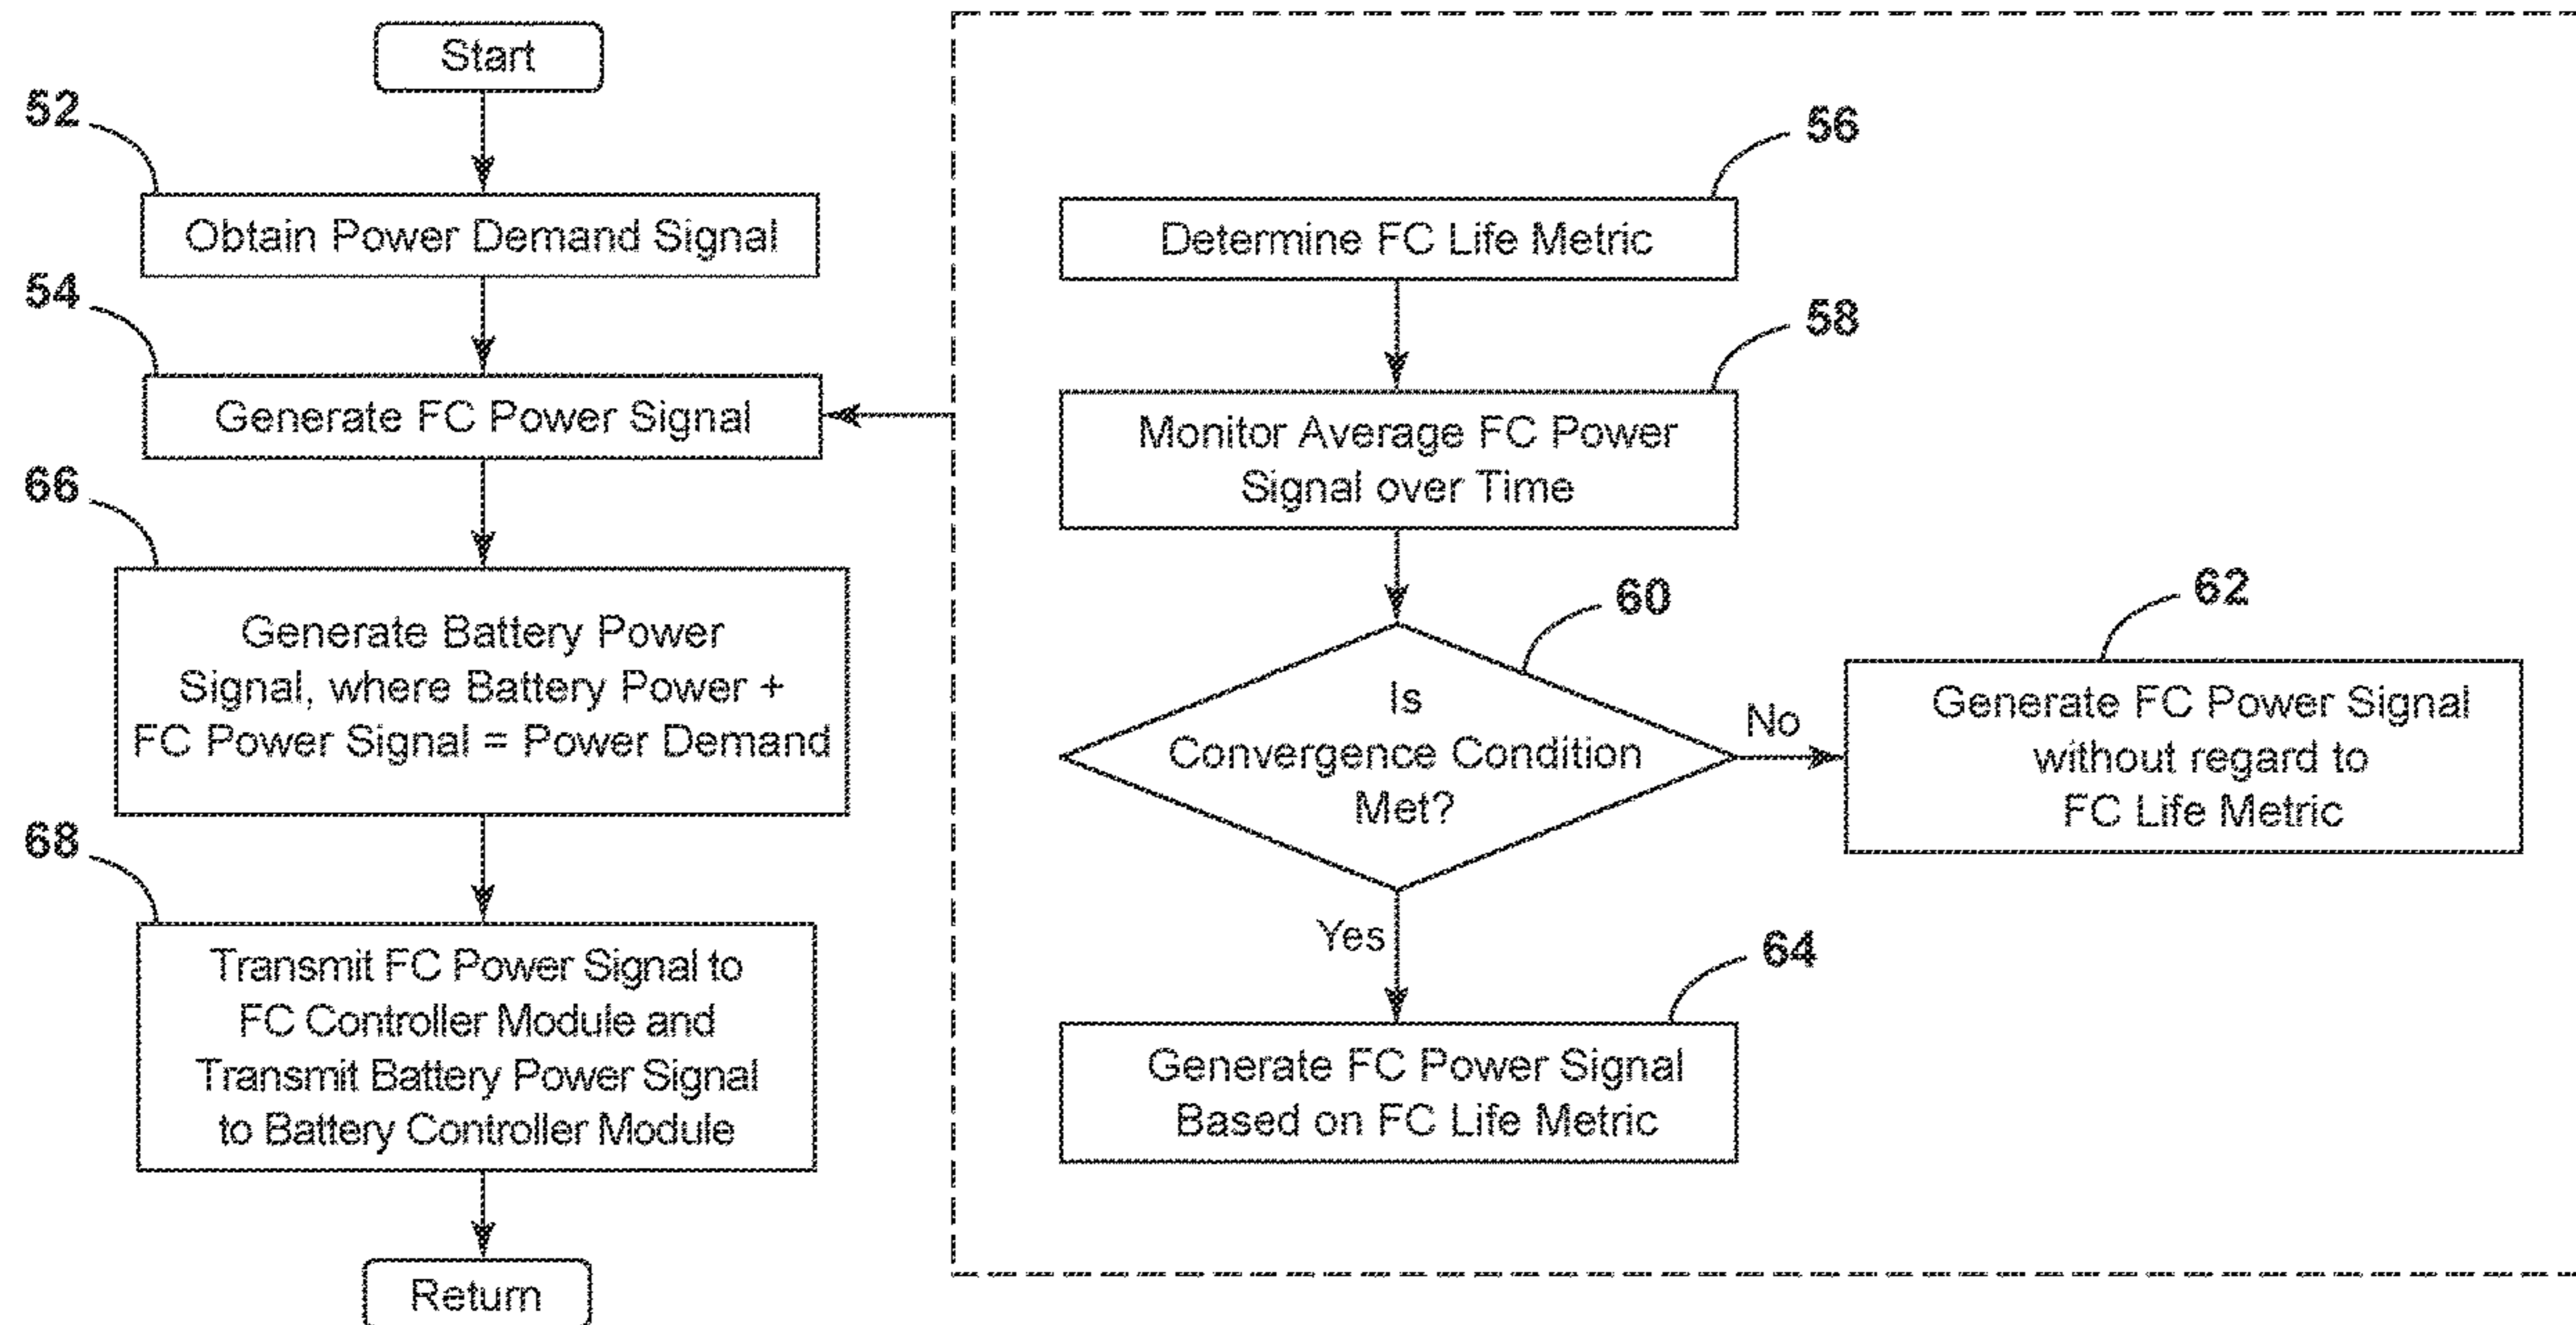 Start
52
Obtain Power Demand Signal
54
Generate FC Power Signal
66
Generate Battery Power
Signal, where Battery Power +
FC Power Signal = Power Demand
68
Transmit FC Power Signal to
FC Controller Module and
Transmit Battery Power Signal
to Battery Controller Module
Return
56
Determine FC Life Metric
58
Monitor Average FC Power
Signal over Time
60
Is
Convergence Condition
Met?
No
62
Generate FC Power Signal
without regard to
FC Life Metric
Yes
64
Generate FC Power Signal
Based on FC Life Metric